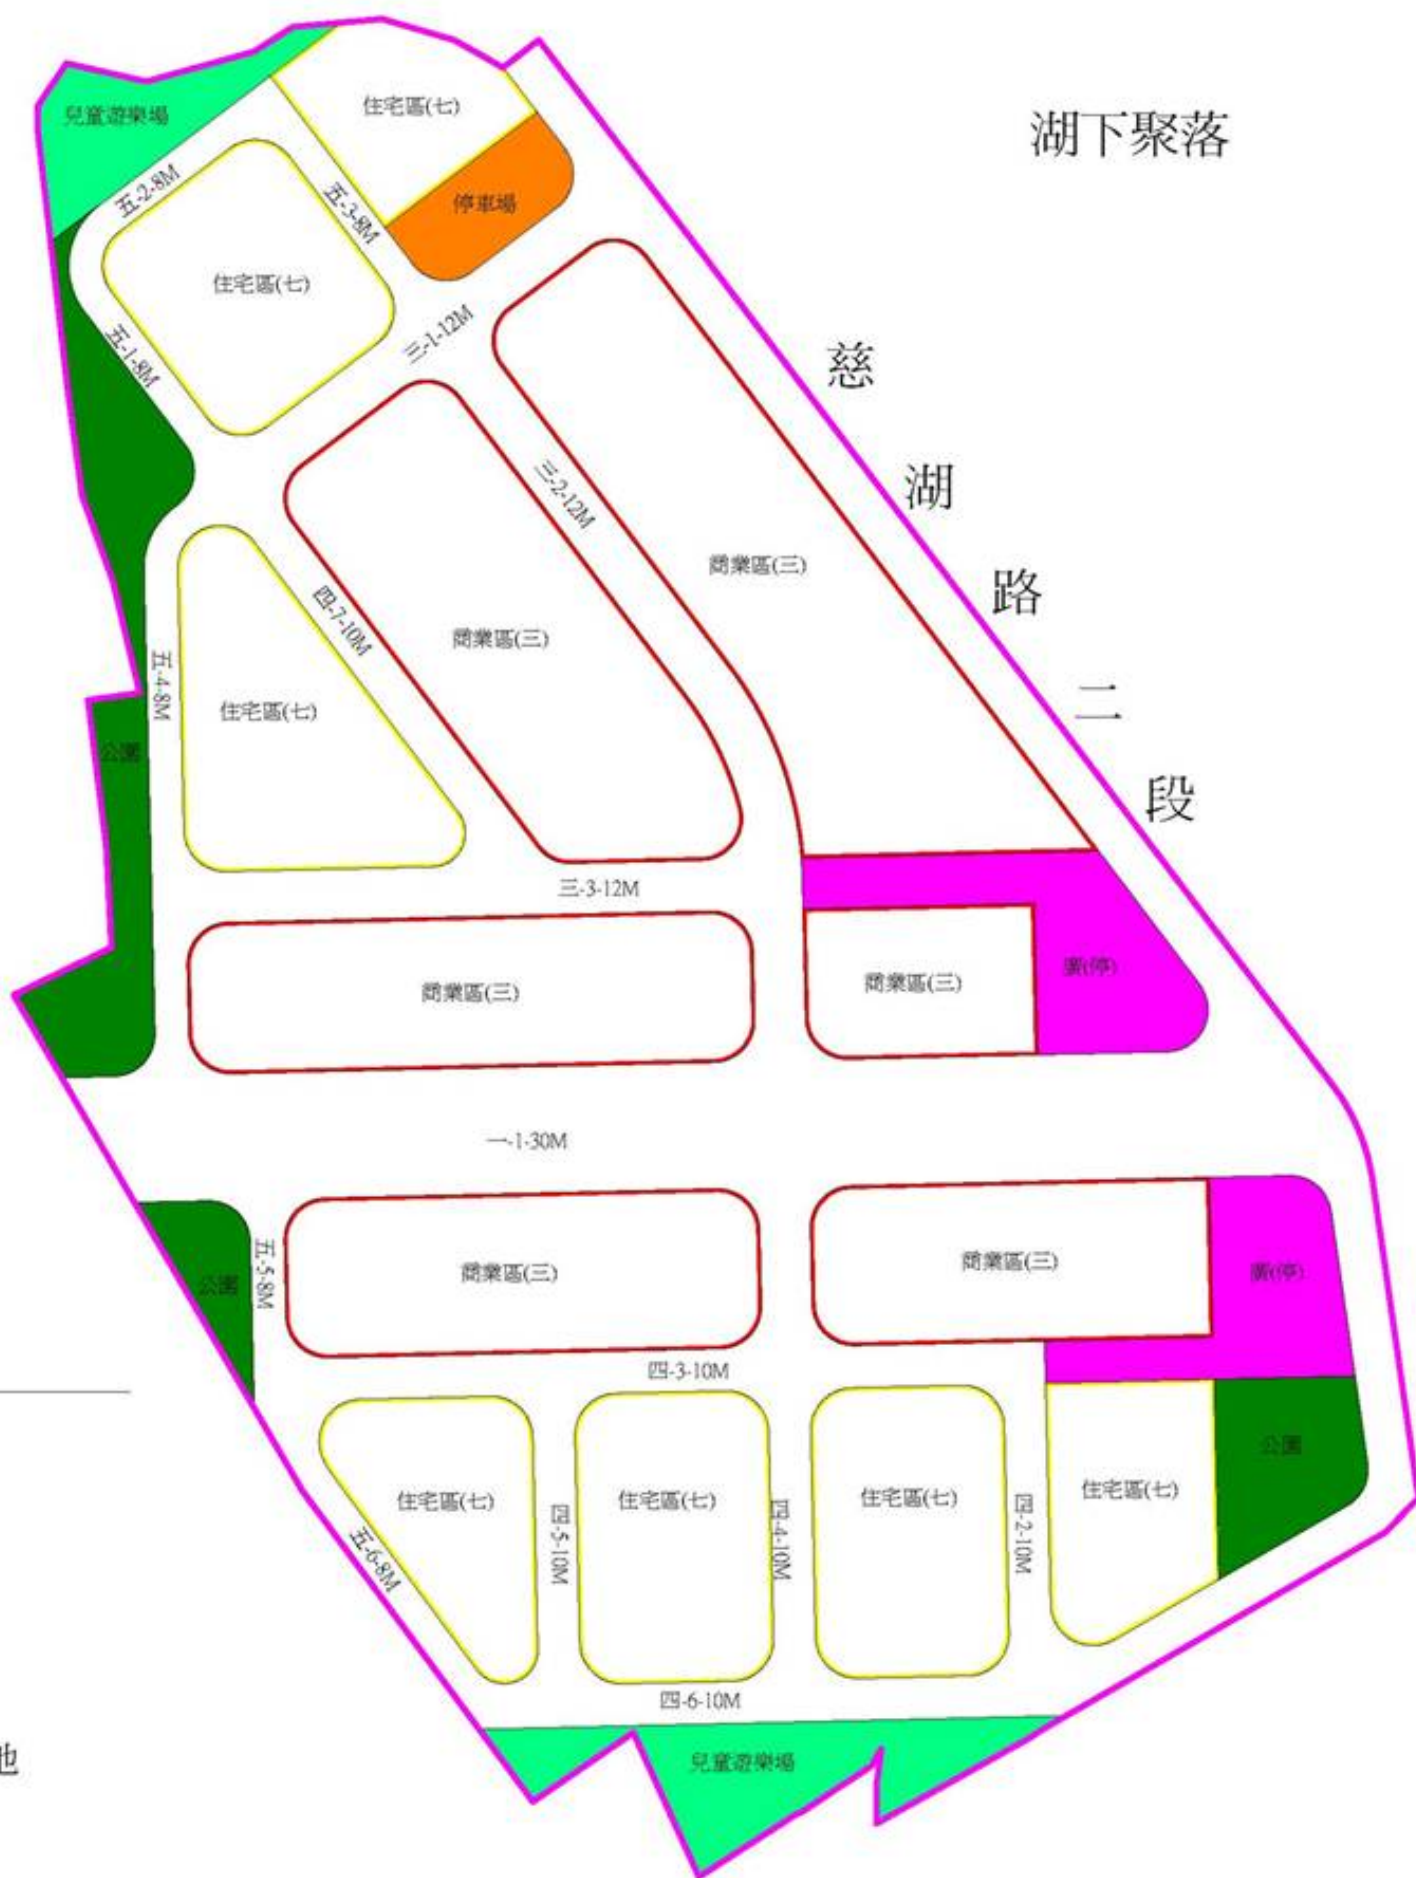 湖下聚落
住宅區(七)
兒童遊樂場
五-2-8M
五-3-8M
停車場
住宅區(七)
五-1-8M
三-1-12M
慈湖路二段
三-2-12M
商業區(三)
四-7-10M
商業區(三)
五-4-8M
住宅區(七)
公園
三-3-12M
商業區(三)
商業區(三)
廣(停)
一-1-30M
五-5-8M
公園
商業區(三)
商業區(三)
廣(停)
四-3-10M
公園
住宅區(七)
住宅區(七)
住宅區(七)
住宅區(七)
五-6-8M
四-5-10M
四-4-10M
四-2-10M
四-6-10M
兒童遊樂場